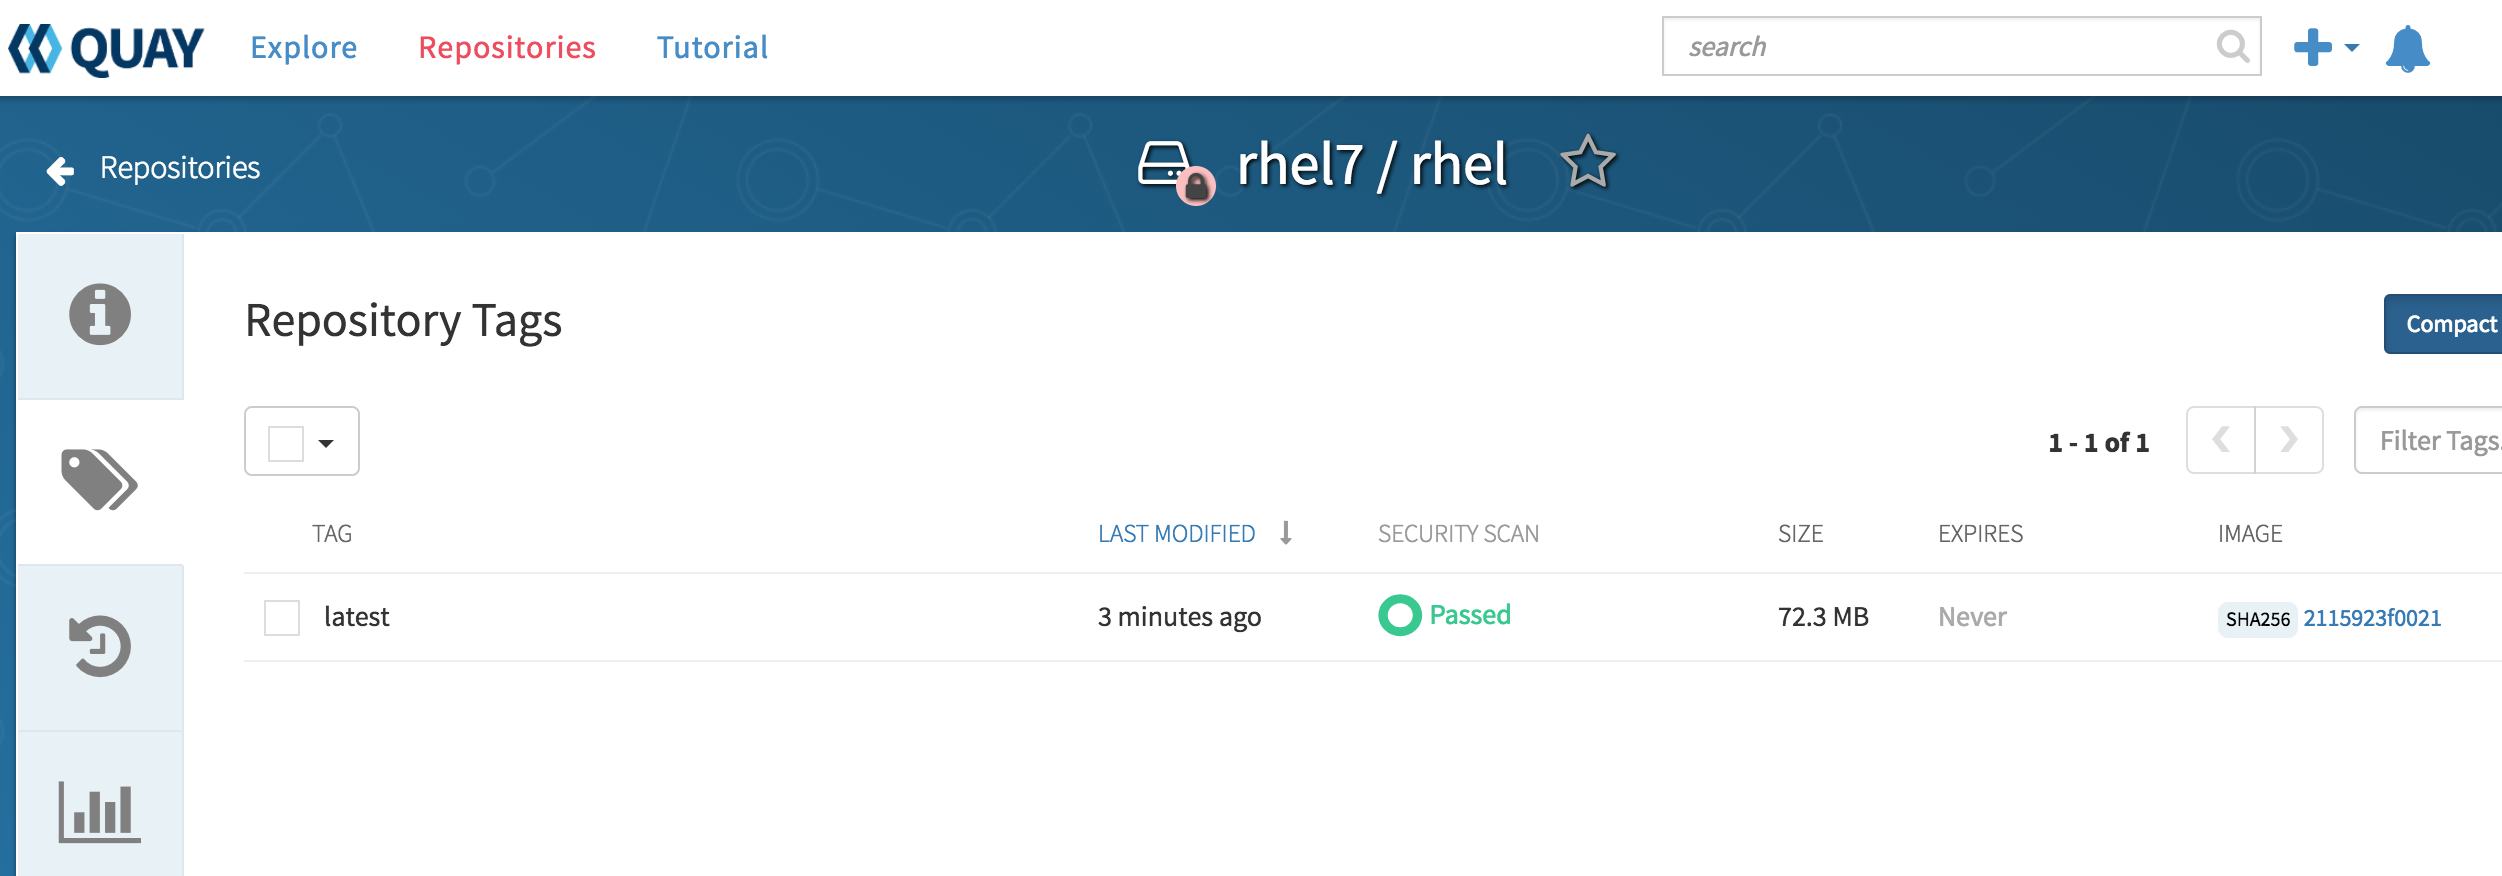 QUAY Explore Repositories Tutorial search
Repositories rhel7 / rhel
Repository Tags Compact
1 - 1 of 1 Filter Tags.
TAG LAST MODIFIED SECURITY SCAN SIZE EXPIRES IMAGE
latest 3 minutes ago Passed 72.3 MB Never SHA256 2115923f0021